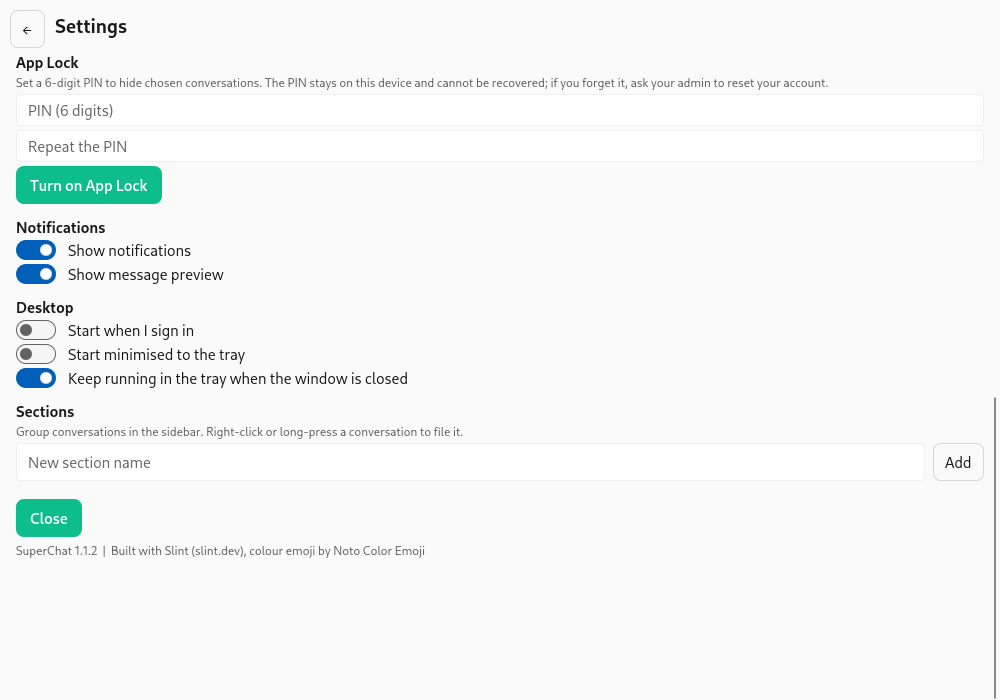 Settings
App Lock
Set a 6-digit PIN to hide chosen conversations. The PIN stays on this device and cannot be recovered; if you forget it, ask your admin to reset your account.
PIN (6 digits)
Repeat the PIN
Turn on App Lock
Notifications
Show notifications
Show message preview
Desktop
Start when I sign in
Start minimised to the tray
Keep running in the tray when the window is closed
Sections
Group conversations in the sidebar. Right-click or long-press a conversation to file it.
New section name
Add
Close
SuperChat 1.1.2 | Built with Slint (slint.dev), colour emoji by Noto Color Emoji